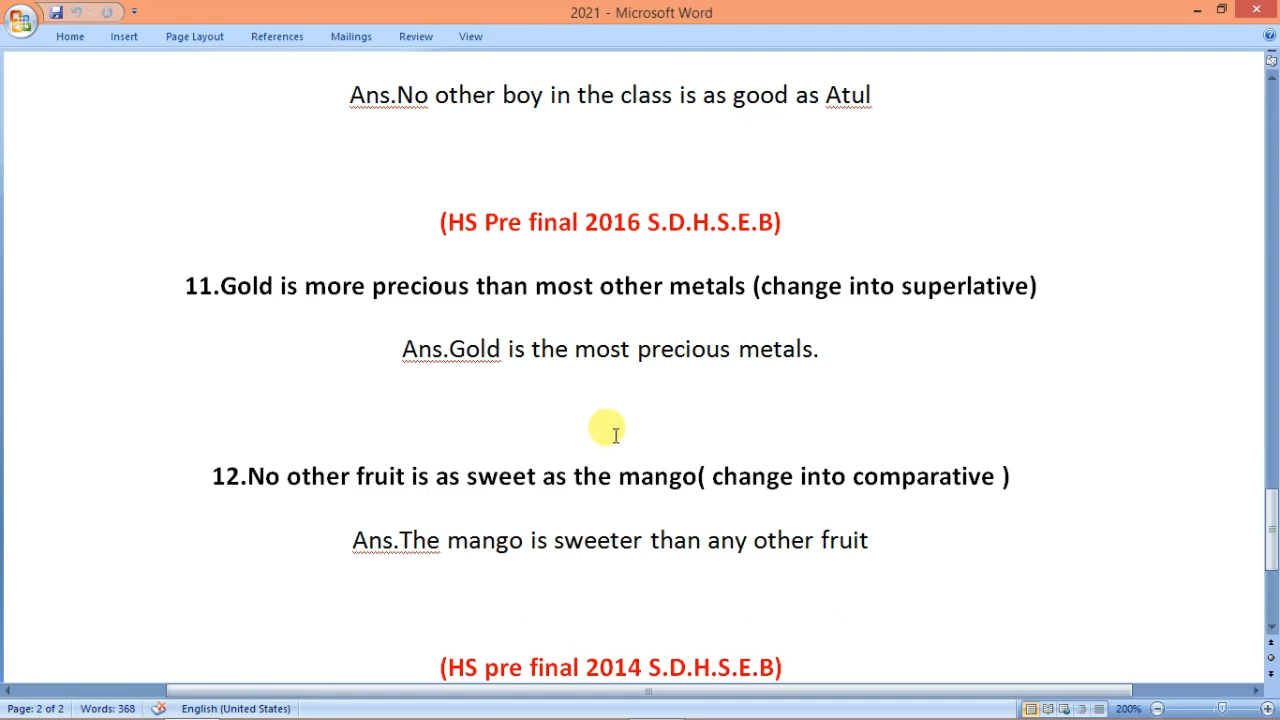 2021 - Microsoft Word
Home Insert Page Layout References Mailings Review View
Ans.No other boy in the class is as good as Atul
(HS Pre final 2016 S.D.H.S.E.B)
11.Gold is more precious than most other metals (change into superlative)
Ans.Gold is the most precious metals.
12.No other fruit is as sweet as the mango( change into comparative )
Ans.The mango is sweeter than any other fruit
(HS pre final 2014 S.D.H.S.E.B)
Page: 2 of 2 Words: 368 English (United States) 200%